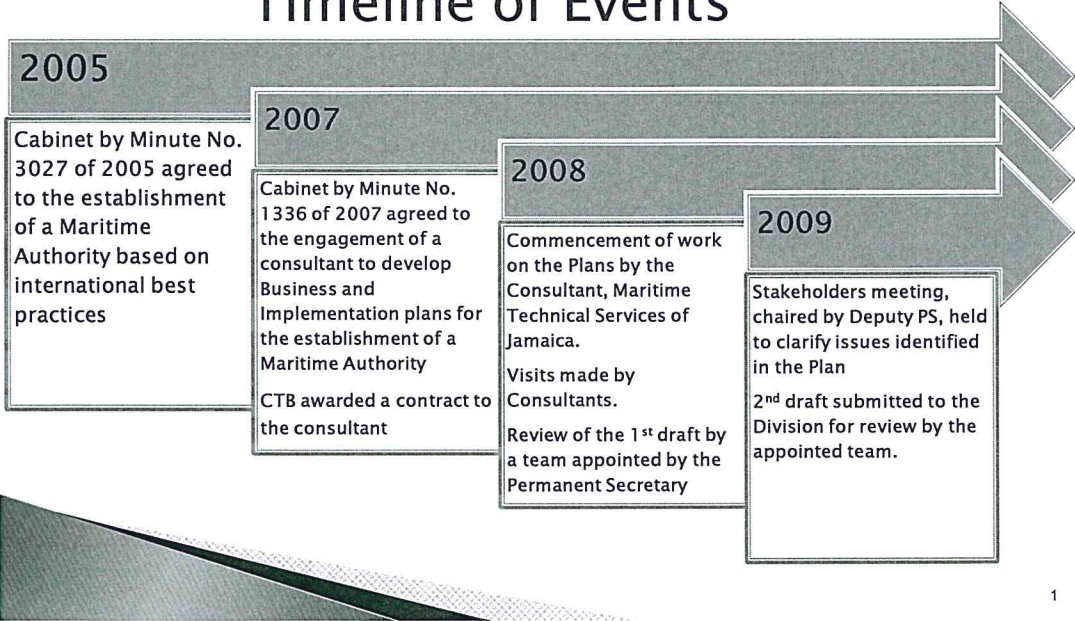 Timeline of Events
2005
Cabinet by Minute No.
3027 of 2005 agreed
to the establishment
of a Maritime
Authority based on
international best
practices
2007
Cabinet by Minute No.
1336 of 2007 agreed to
the engagement of a
consultant to develop
Business and
Implementation plans for
the establishment of a
Maritime Authority
CTB awarded a contract to
the consultant
2008
Commencement of work
on the Plans by the
Consultant, Maritime
Technical Services of
Jamaica.
Visits made by
Consultants.
Review of the 1st draft by
a team appointed by the
Permanent Secretary
2009
Stakeholders meeting,
chaired by Deputy PS, held
to clarify issues identified
in the Plan
2nd draft submitted to the
Division for review by the
appointed team.
1